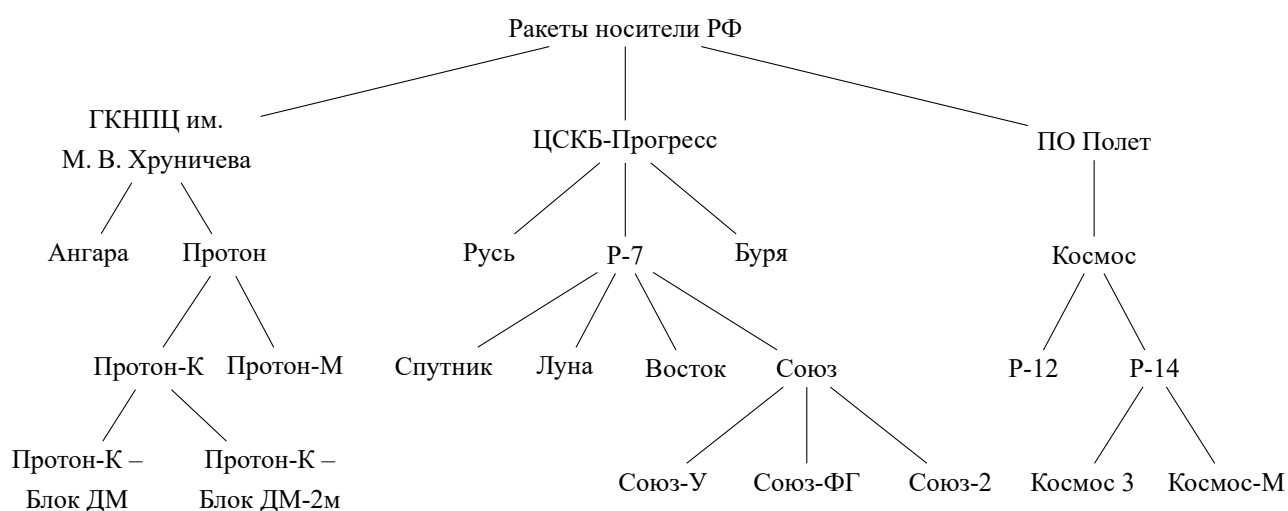 Ракеты носители РФ
ГКНПЦ им.
М. В. Хруничева
ЦСКБ-Прогресс
ПО Полет
Ангара
Протон
Русь
Р-7
Буря
Космос
Протон-К
Протон-М
Спутник
Луна
Восток
Союз
Р-12
Р-14
Протон-К –
Блок ДМ
Протон-К –
Блок ДМ-2м
Союз-У
Союз-ФГ
Союз-2
Космос 3
Космос-М